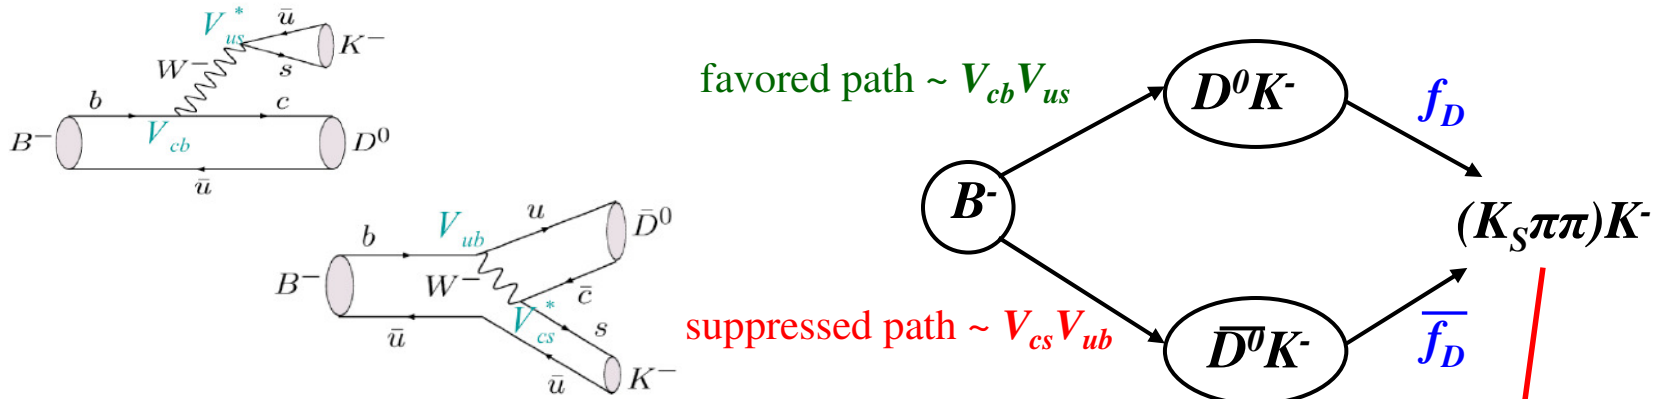 V*us
ū
K⁻
W⁻
s
b
c
B⁻
Vcb
D⁰
ū
Vub
u
D̄⁰
b
B⁻
W⁻
c̄
V*cs
s
ū
ū
K⁻
favored path ~ VcbVus
D⁰K⁻
fD
B⁻
(KSππ)K⁻
suppressed path ~ VcsVub
D̄⁰K⁻
f̄D